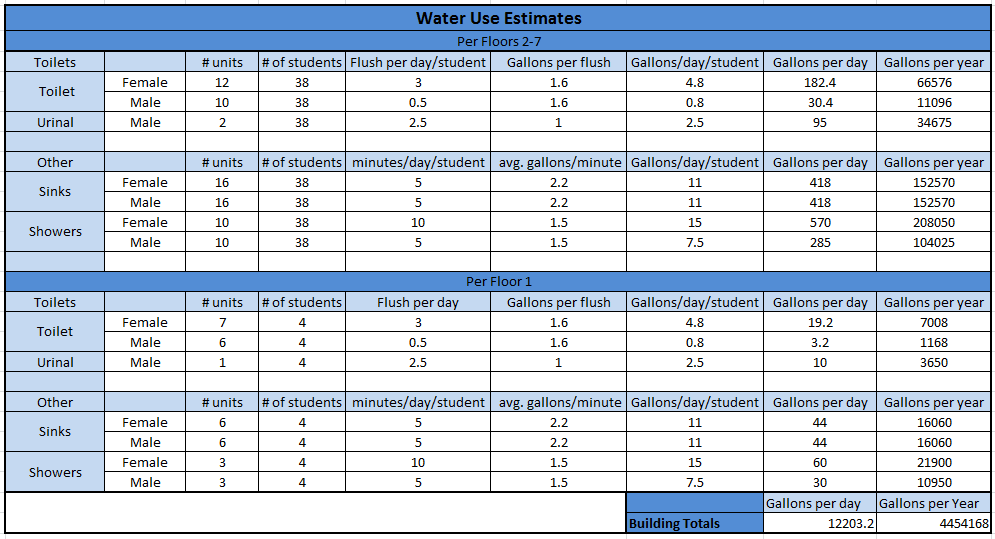 Water Use Estimates
Per Floors 2-7
Toilets # units # of students Flush per day/student Gallons per flush Gallons/day/student Gallons per day Gallons per year
Toilet Female 12 38 3 1.6 4.8 182.4 66576
Male 10 38 0.5 1.6 0.8 30.4 11096
Urinal Male 2 38 2.5 1 2.5 95 34675
Other # units # of students minutes/day/student avg. gallons/minute Gallons/day/student Gallons per day Gallons per year
Sinks Female 16 38 5 2.2 11 418 152570
Male 16 38 5 2.2 11 418 152570
Showers Female 10 38 10 1.5 15 570 208050
Male 10 38 5 1.5 7.5 285 104025
Per Floor 1
Toilets # units # of students Flush per day Gallons per flush Gallons/day/student Gallons per day Gallons per year
Toilet Female 7 4 3 1.6 4.8 19.2 7008
Male 6 4 0.5 1.6 0.8 3.2 1168
Urinal Male 1 4 2.5 1 2.5 10 3650
Other # units # of students minutes/day/student avg. gallons/minute Gallons/day/student Gallons per day Gallons per year
Sinks Female 6 4 5 2.2 11 44 16060
Male 6 4 5 2.2 11 44 16060
Showers Female 3 4 10 1.5 15 60 21900
Male 3 4 5 1.5 7.5 30 10950
Gallons per day Gallons per Year
Building Totals 12203.2 4454168